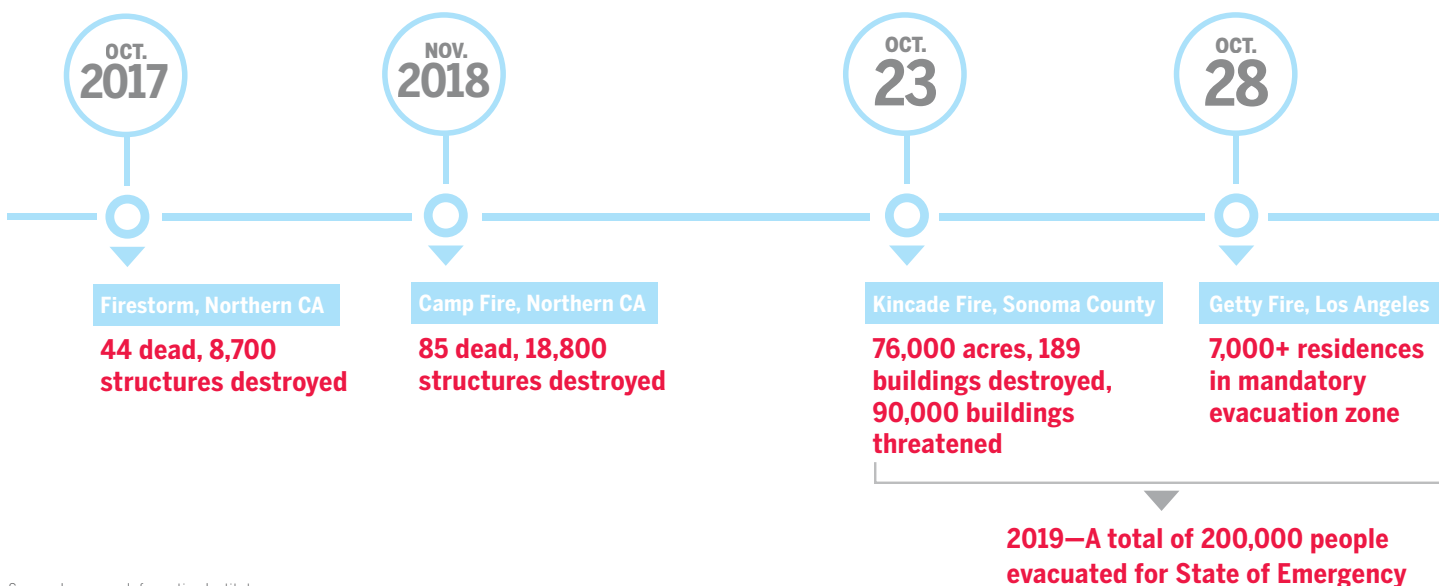 OCT.
2017
NOV.
2018
OCT.
23
OCT.
28
Firestorm, Northern CA
44 dead, 8,700
structures destroyed
Camp Fire, Northern CA
85 dead, 18,800
structures destroyed
Kincade Fire, Sonoma County
76,000 acres, 189
buildings destroyed,
90,000 buildings
threatened
Getty Fire, Los Angeles
7,000+ residences
in mandatory
evacuation zone
2019—A total of 200,000 people
evacuated for State of Emergency